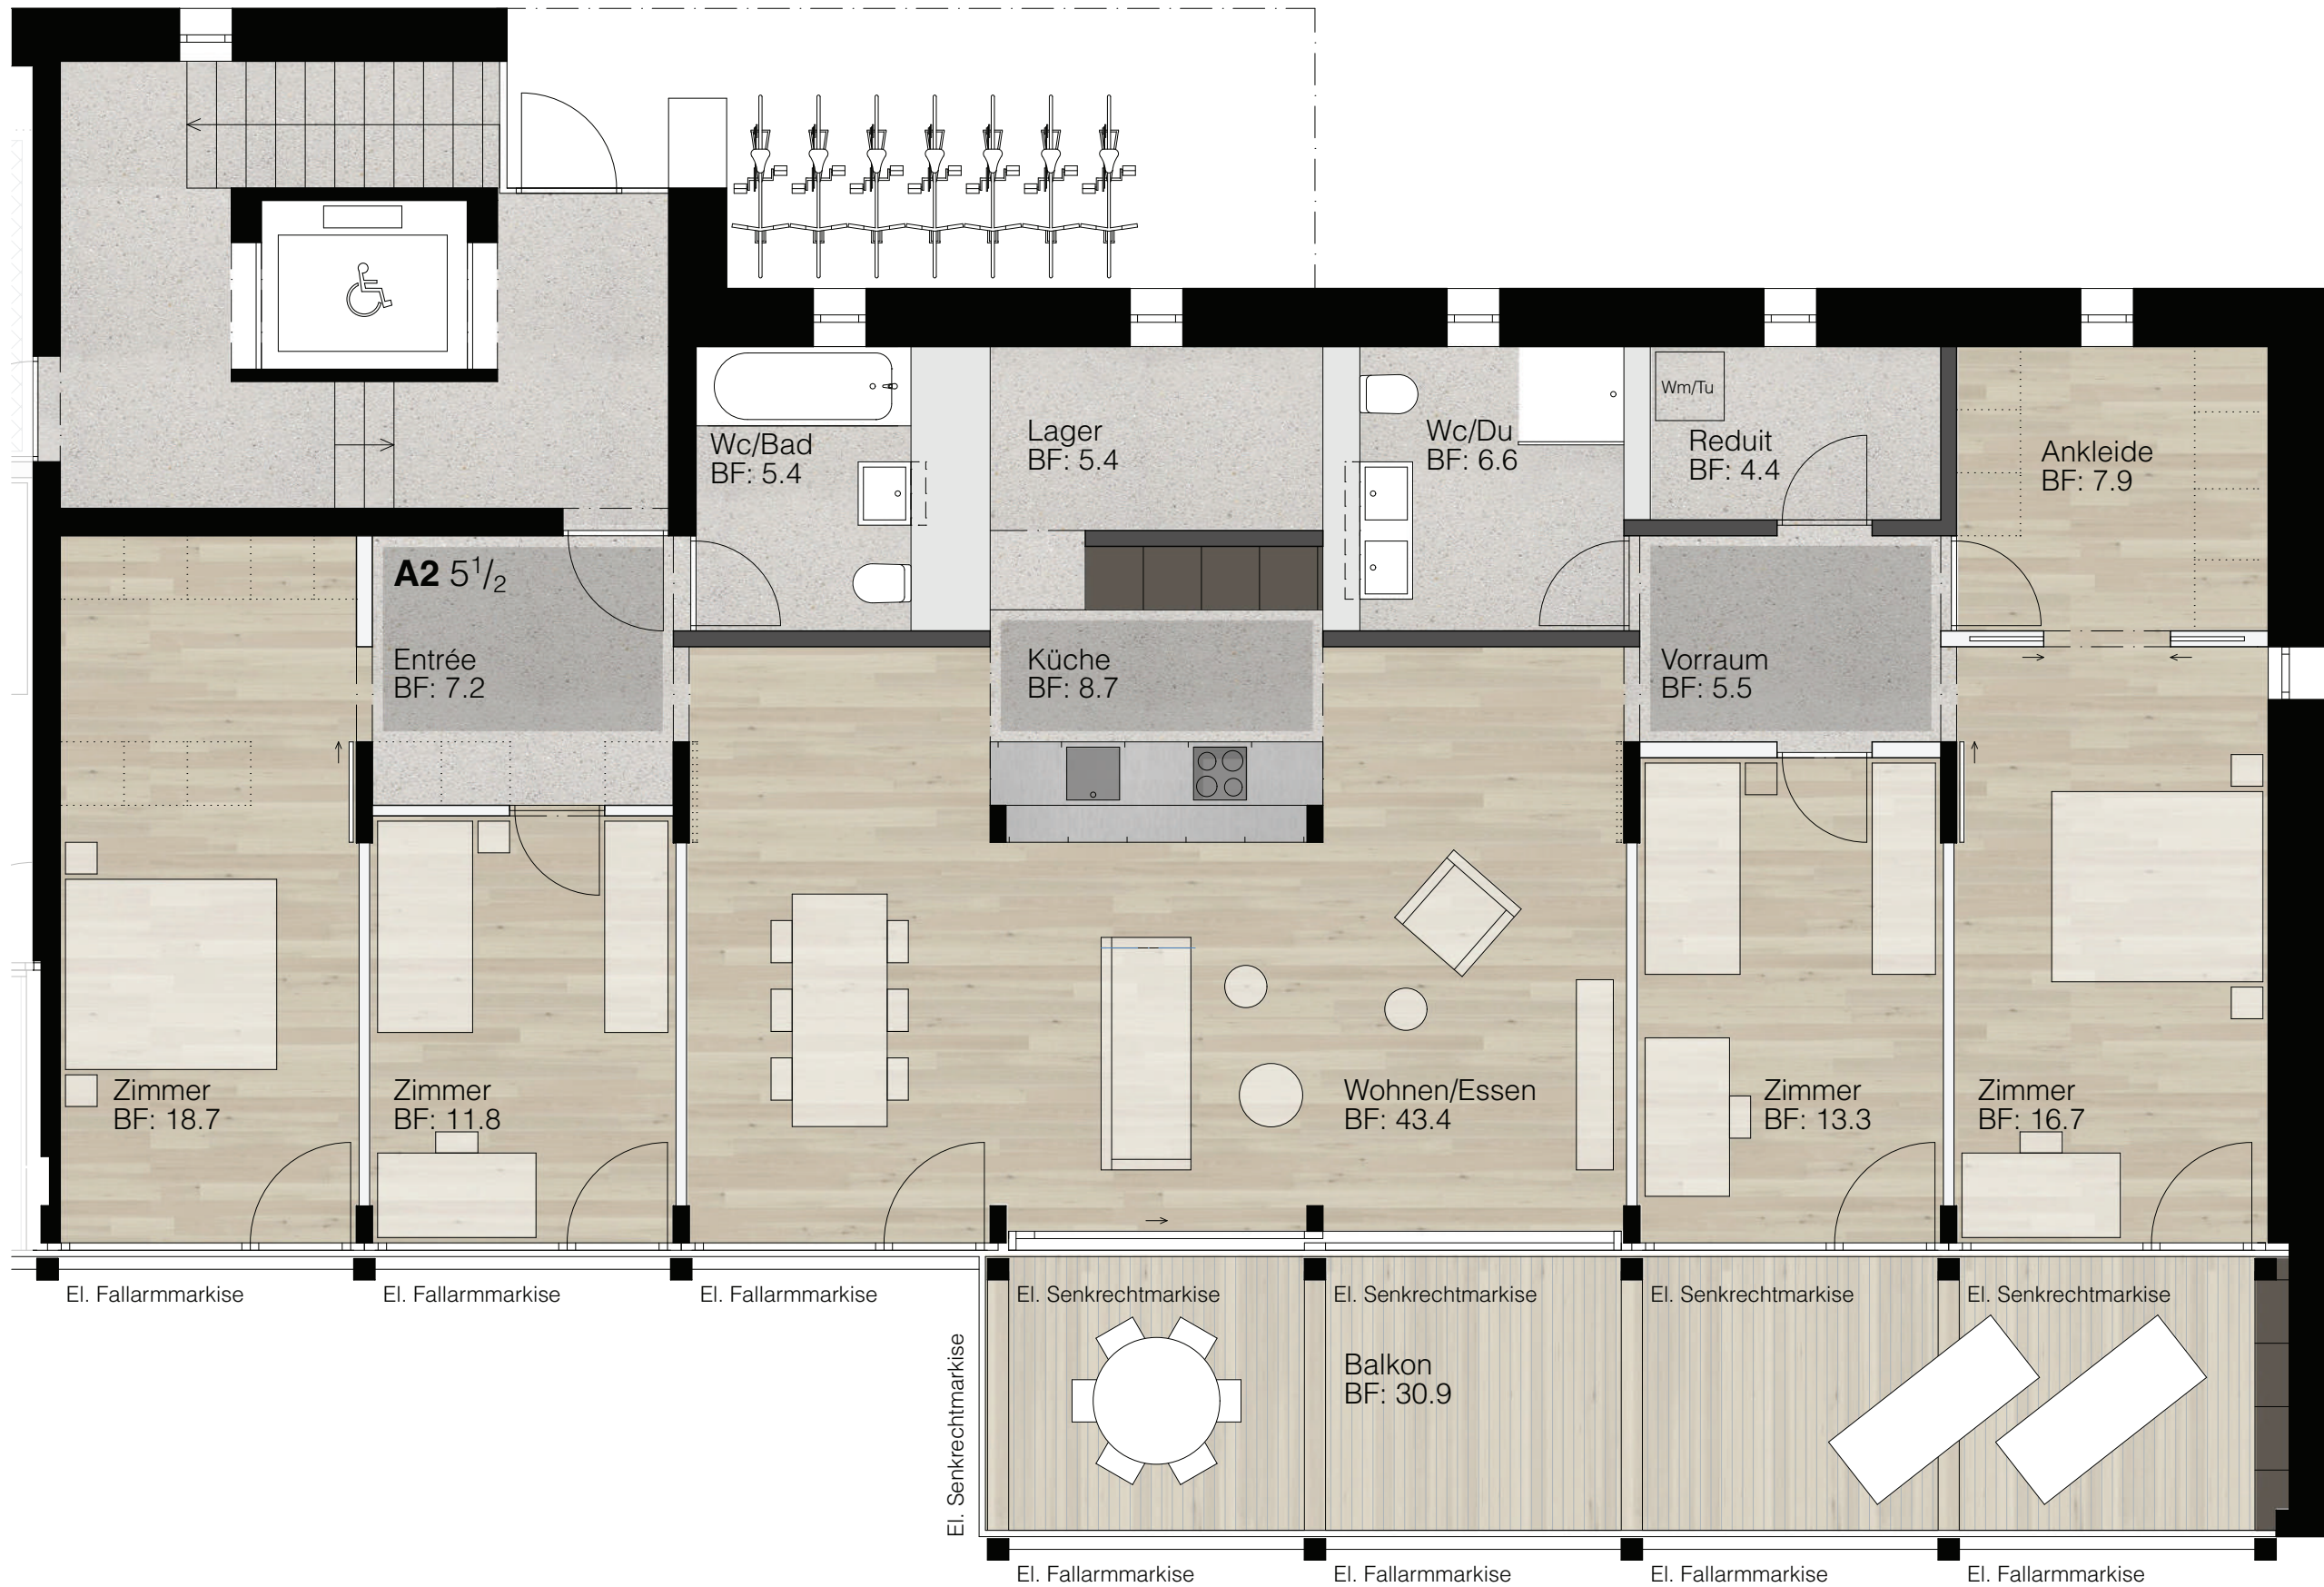 Wc/Bad
BF: 5.4
Lager
BF: 5.4
Wc/Du
BF: 6.6
Wm/Tu
Reduit
BF: 4.4
Ankleide
BF: 7.9
A2 5 1/2
Entrée
BF: 7.2
Küche
BF: 8.7
Vorraum
BF: 5.5
Zimmer
BF: 18.7
Zimmer
BF: 11.8
Wohnen/Essen
BF: 43.4
Zimmer
BF: 13.3
Zimmer
BF: 16.7
El. Fallarmmarkise
El. Fallarmmarkise
El. Fallarmmarkise
El. Senkrechtmarkise
El. Senkrechtmarkise
El. Senkrechtmarkise
El. Senkrechtmarkise
El. Senkrechtmarkise
Balkon
BF: 30.9
El. Fallarmmarkise
El. Fallarmmarkise
El. Fallarmmarkise
El. Fallarmmarkise